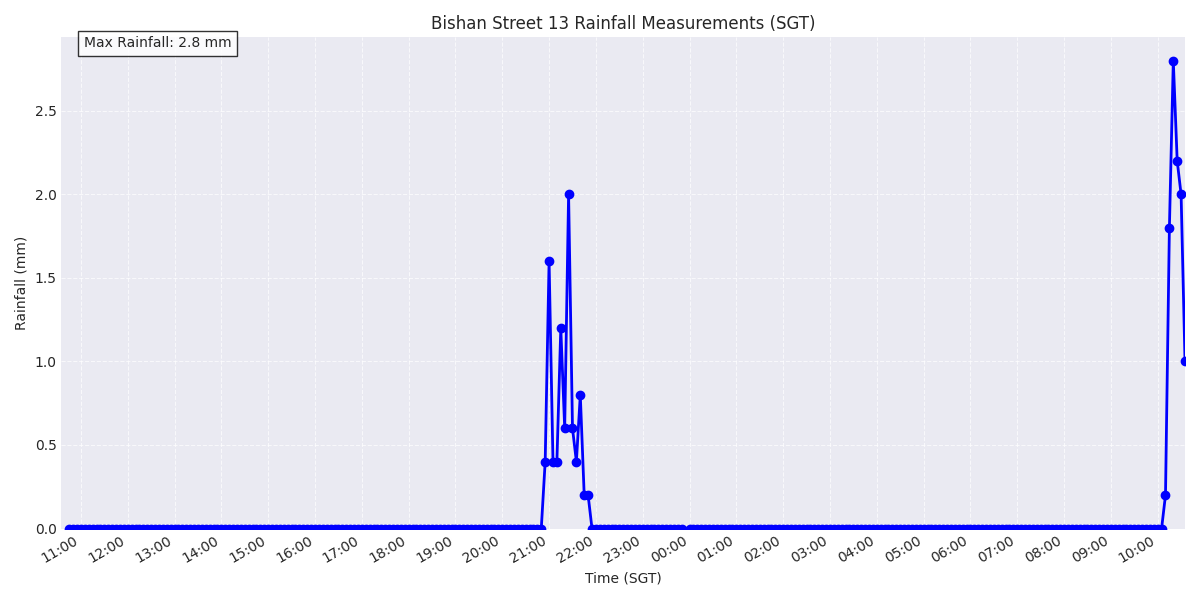 Bishan Street 13 Rainfall Measurements (SGT)
Max Rainfall: 2.8 mm
Rainfall (mm)
2.5
2.0
1.5
1.0
0.5
0.0
11:00 12:00 13:00 14:00 15:00 16:00 17:00 18:00 19:00 20:00 21:00 22:00 23:00 00:00 01:00 02:00 03:00 04:00 05:00 06:00 07:00 08:00 09:00 10:00
Time (SGT)